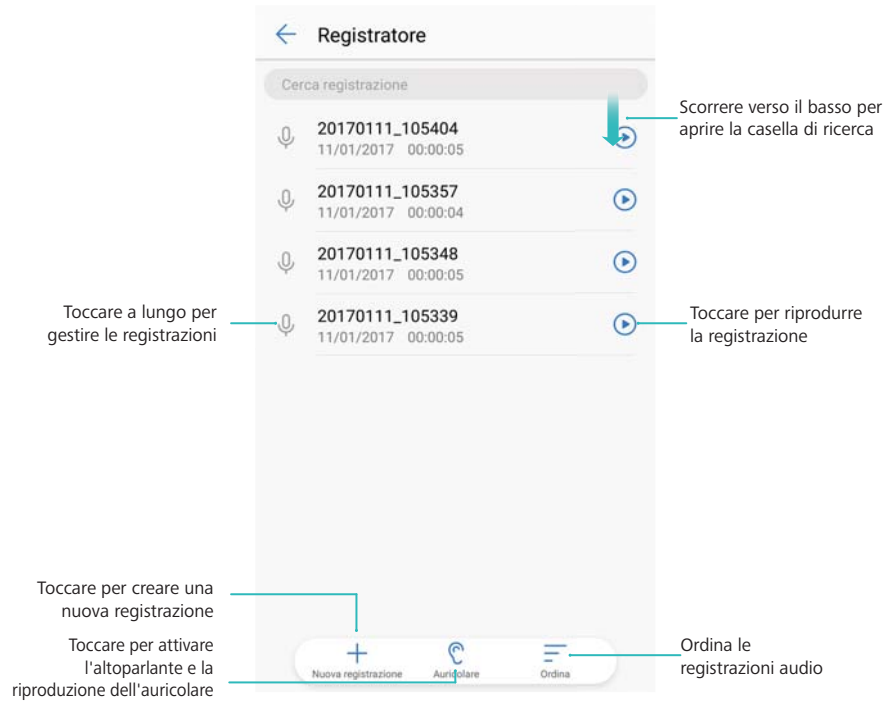 Registratore
Cerca registrazione
Scorrere verso il basso per
aprire la casella di ricerca
20170111_105404
11/01/2017 00:00:05
20170111_105357
11/01/2017 00:00:04
20170111_105348
11/01/2017 00:00:05
Toccare a lungo per
gestire le registrazioni
20170111_105339
11/01/2017 00:00:05
Toccare per riprodurre
la registrazione
Toccare per creare una
nuova registrazione
Toccare per attivare
l'altoparlante e la
riproduzione dell'auricolare
Nuova registrazione
Auricolare
Ordina
Ordina le
registrazioni audio